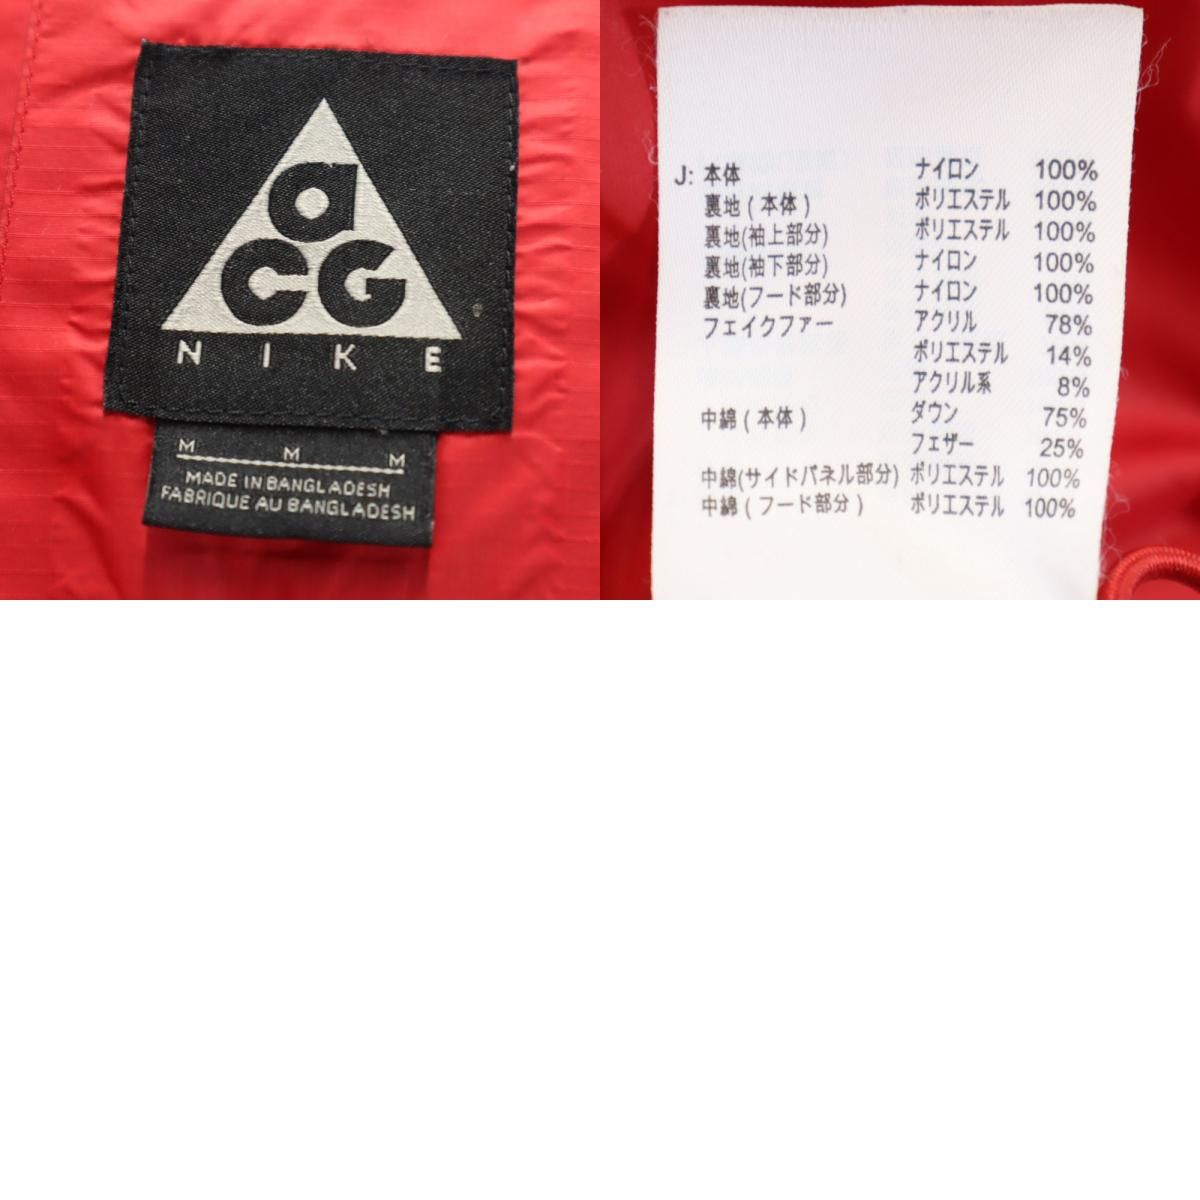 aCG
NIKE
M M M
MADE IN BANGLADESH
FABRIQUE AU BANGLADESH
J: 本体 ナイロン 100%
裏地 ( 本体 ) ポリエステル 100%
裏地(袖上部分) ポリエステル 100%
裏地(袖下部分) ナイロン 100%
裏地(フード部分) ナイロン 100%
フェイクファー アクリル 78%
ポリエステル 14%
アクリル系 8%
中綿 ( 本体 ) ダウン 75%
フェザー 25%
中綿(サイドパネル部分) ポリエステル 100%
中綿 ( フード部分 ) ポリエステル 100%